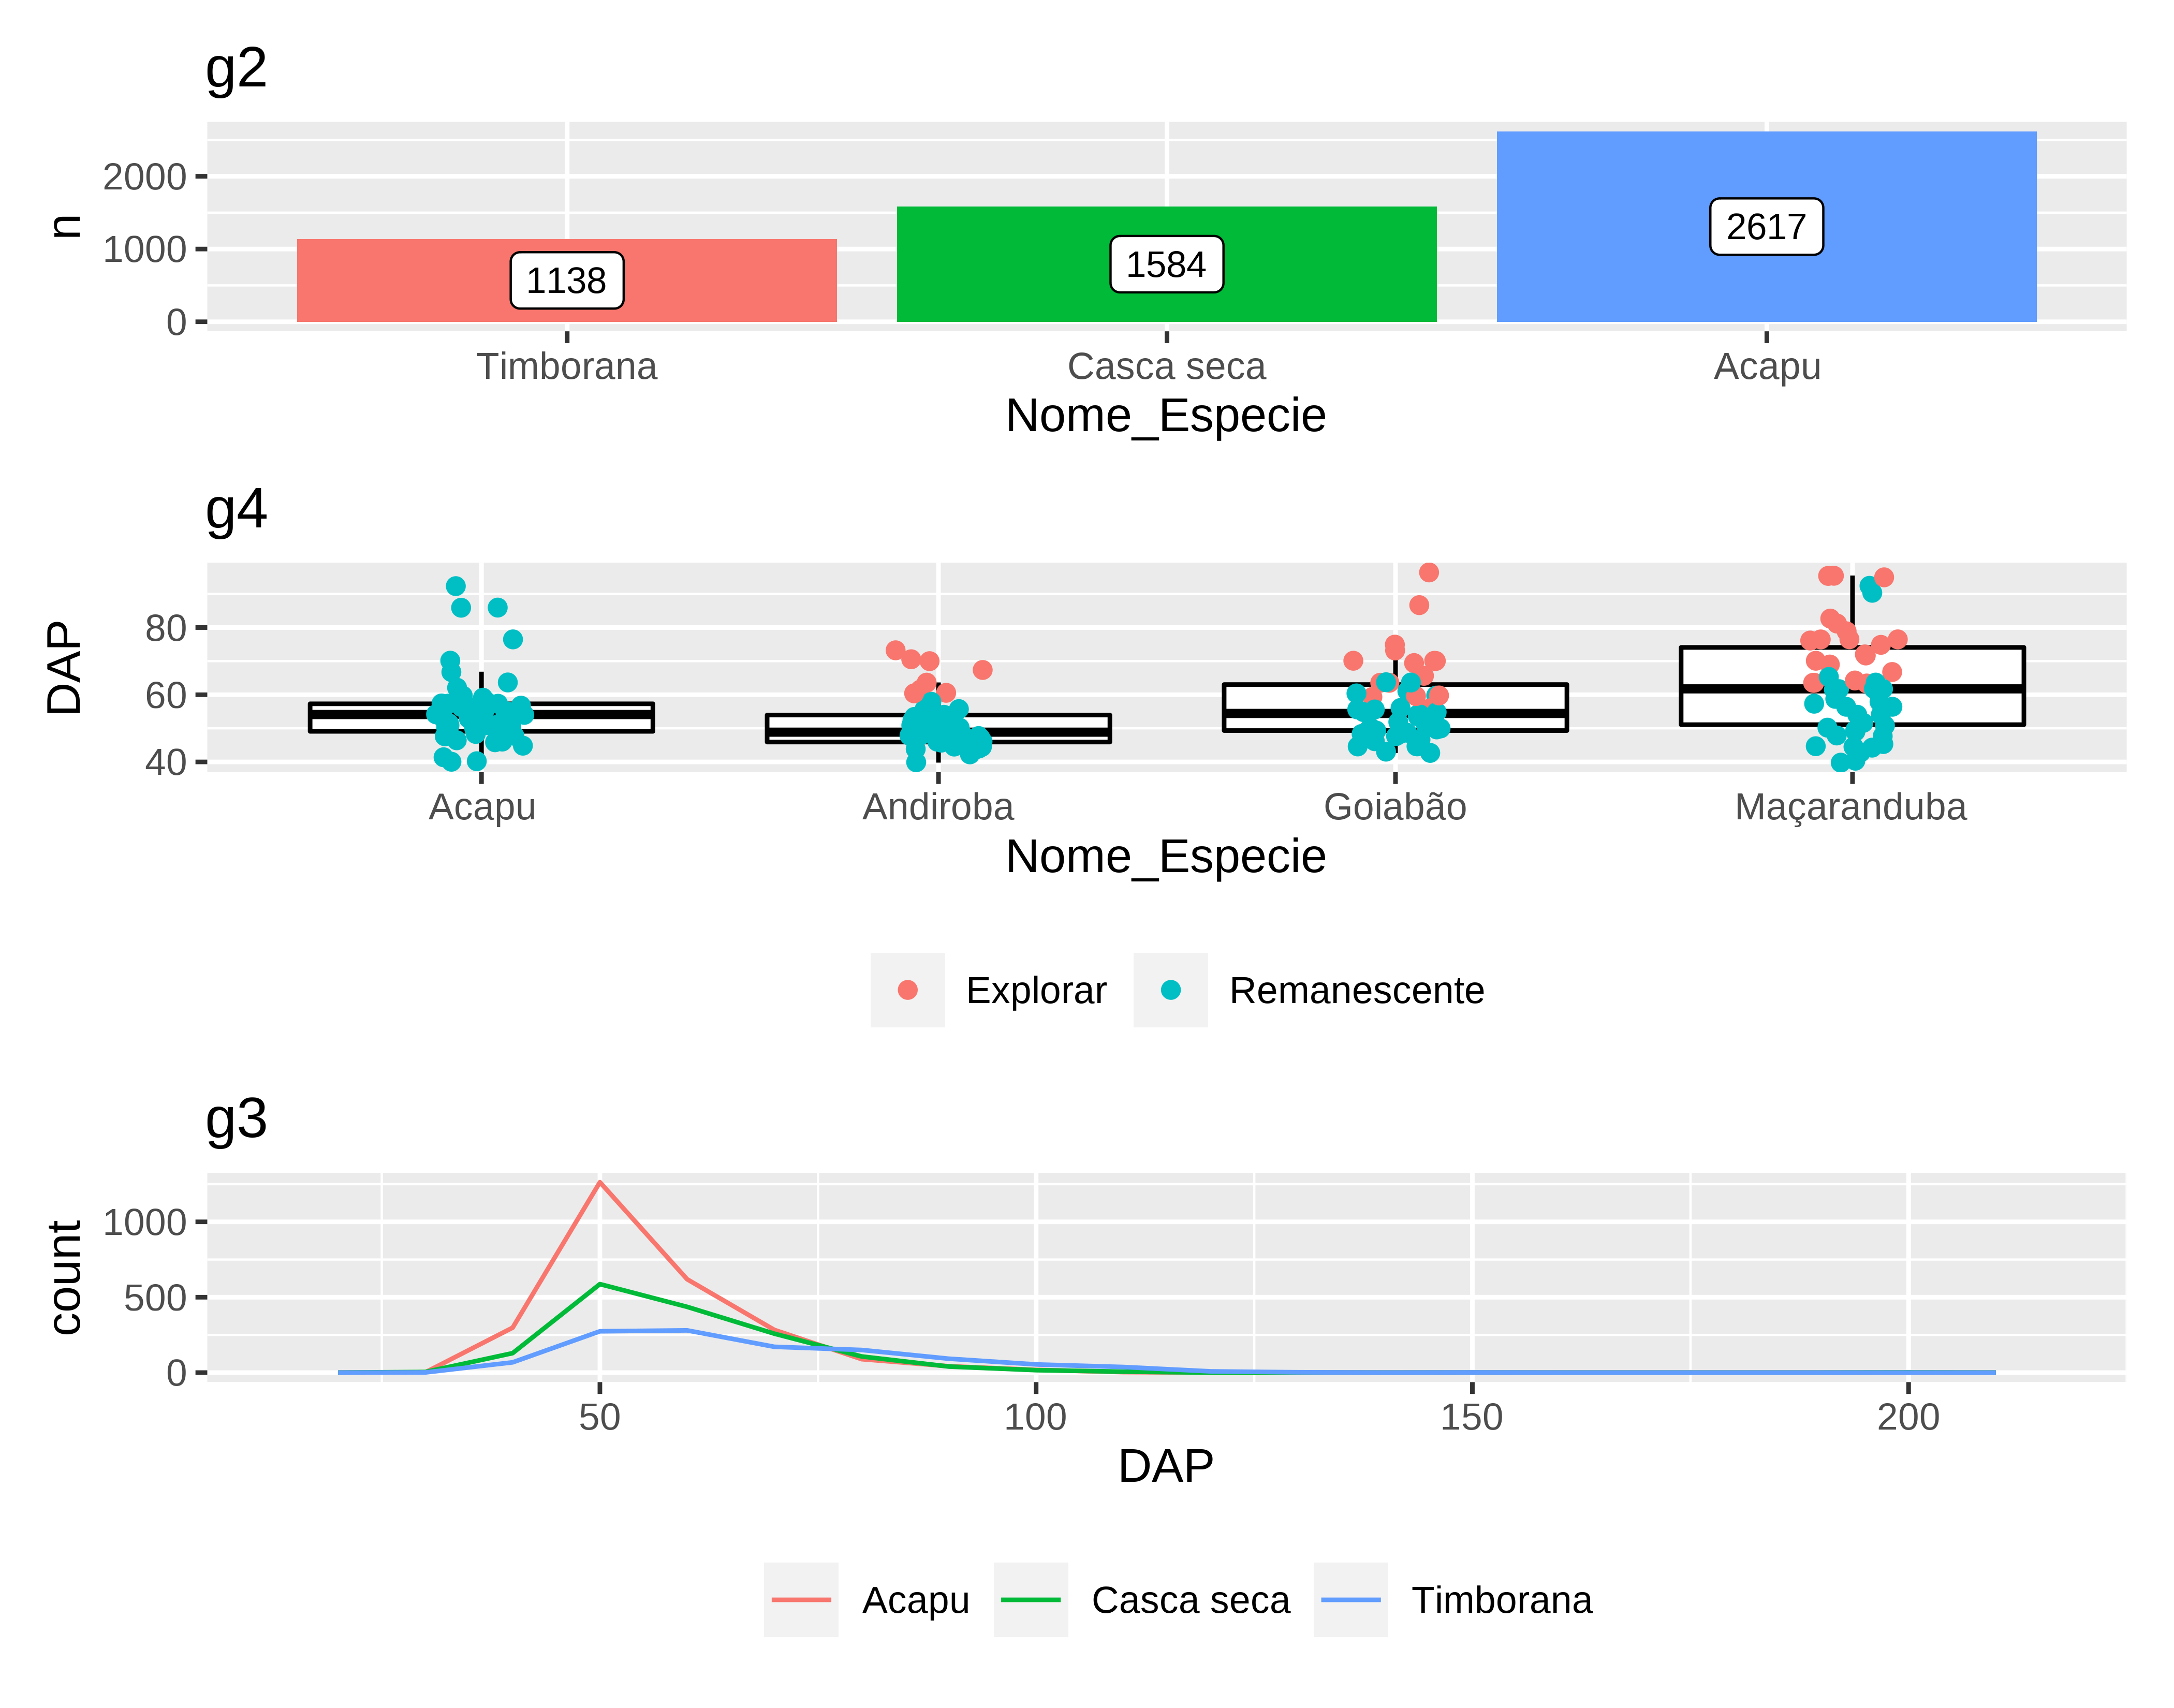 g2
n
2000
1000
0
1138
1584
2617
Timborana
Casca seca
Acapu
Nome_Especie
g4
DAP
80
60
40
Acapu
Andiroba
Goiabão
Maçaranduba
Nome_Especie
Explorar
Remanescente
g3
count
1000
500
0
50
100
150
200
DAP
Acapu
Casca seca
Timborana